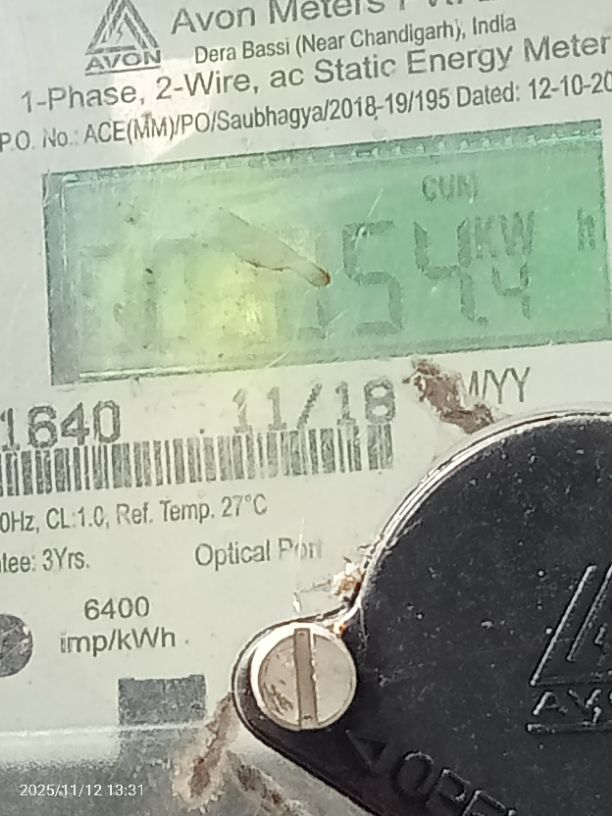 Avon Meters
AVON
Dera Bassi (Near Chandigarh), India
1-Phase, 2-Wire, ac Static Energy Meter
P.O. No.: ACE(MM)/PO/Saubhagya/2018-19/195 Dated: 12-10-20
CUM
54.4 KW h
1640 11/18
/YY
0Hz, CL:1.0, Ref. Temp. 27°C
tee: 3Yrs. Optical Port
6400
imp/kWh
2025/11/12 13:31